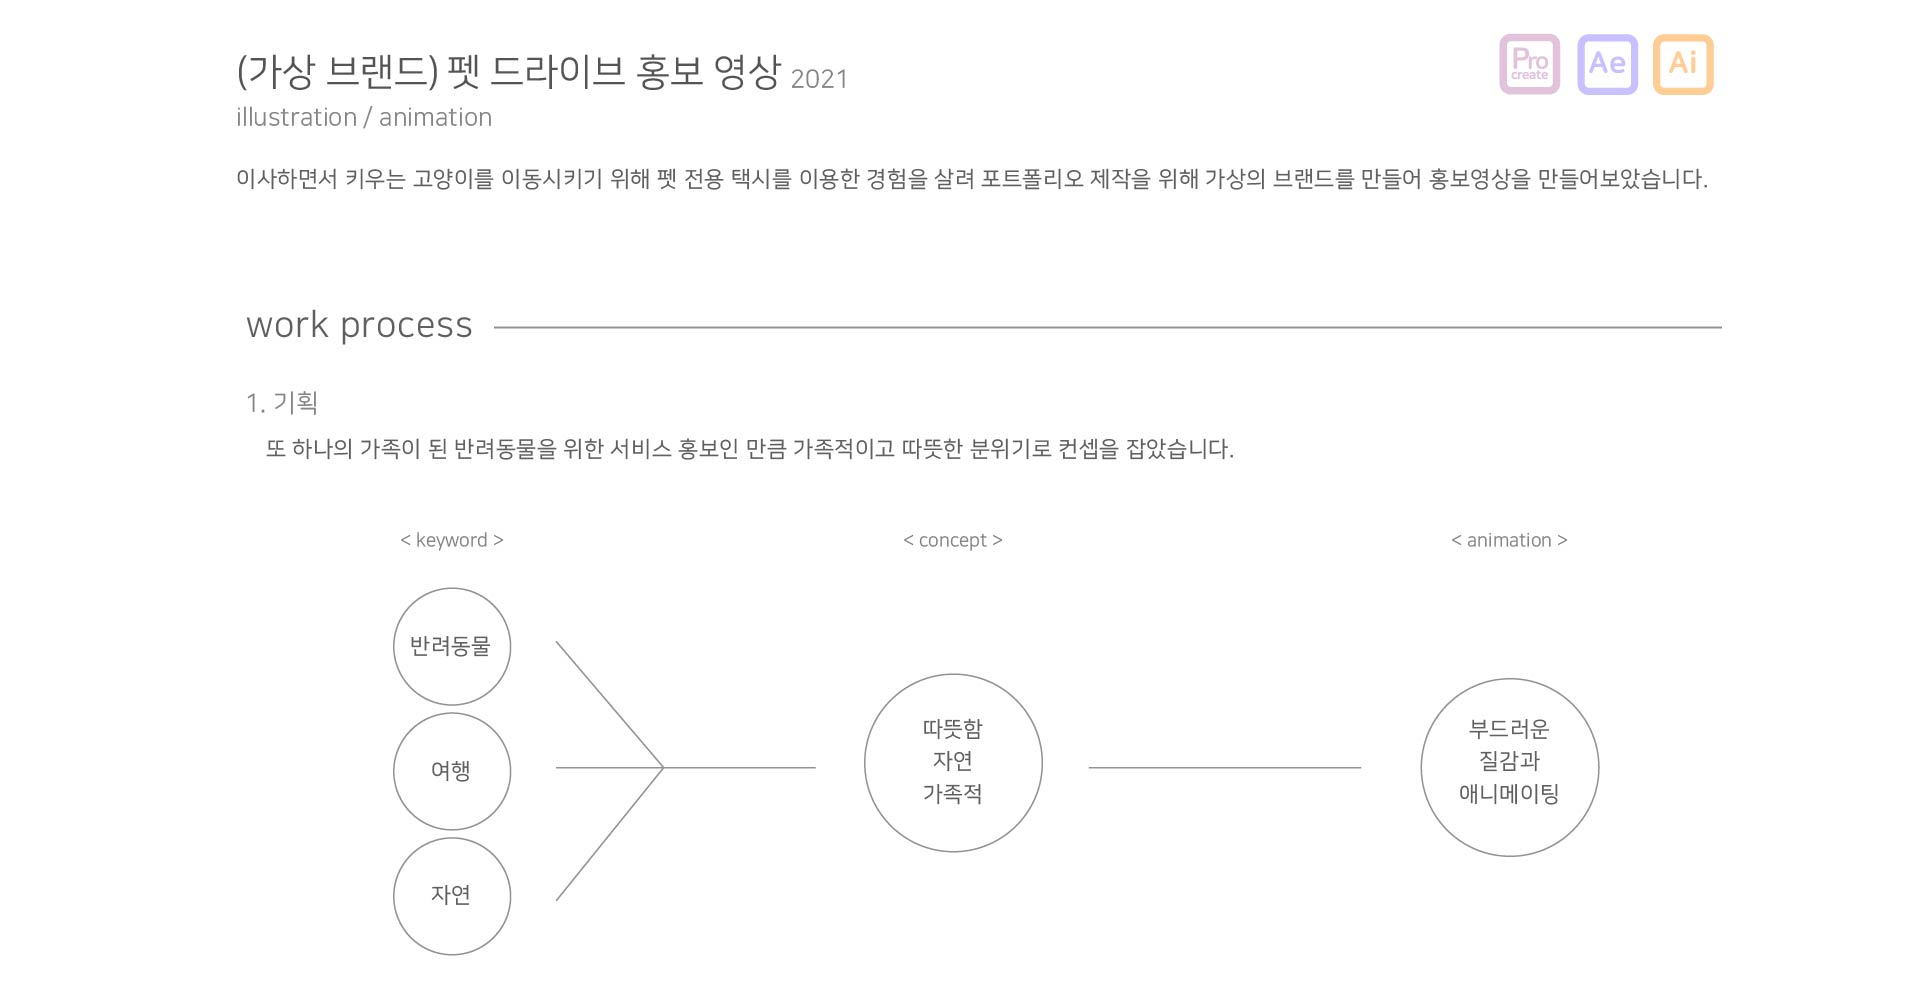 (가상 브랜드) 펫 드라이브 홍보 영상 2021
Pro
create
Ae
Ai
illustration / animation
이사하면서 키우는 고양이를 이동시키기 위해 펫 전용 택시를 이용한 경험을 살려 포트폴리오 제작을 위해 가상의 브랜드를 만들어 홍보영상을 만들어보았습니다.
work process
1. 기획
또 하나의 가족이 된 반려동물을 위한 서비스 홍보인 만큼 가족적이고 따뜻한 분위기로 컨셉을 잡았습니다.
< keyword >
< concept >
< animation >
반려동물
여행
자연
따뜻함
자연
가족적
부드러운
질감과
애니메이팅